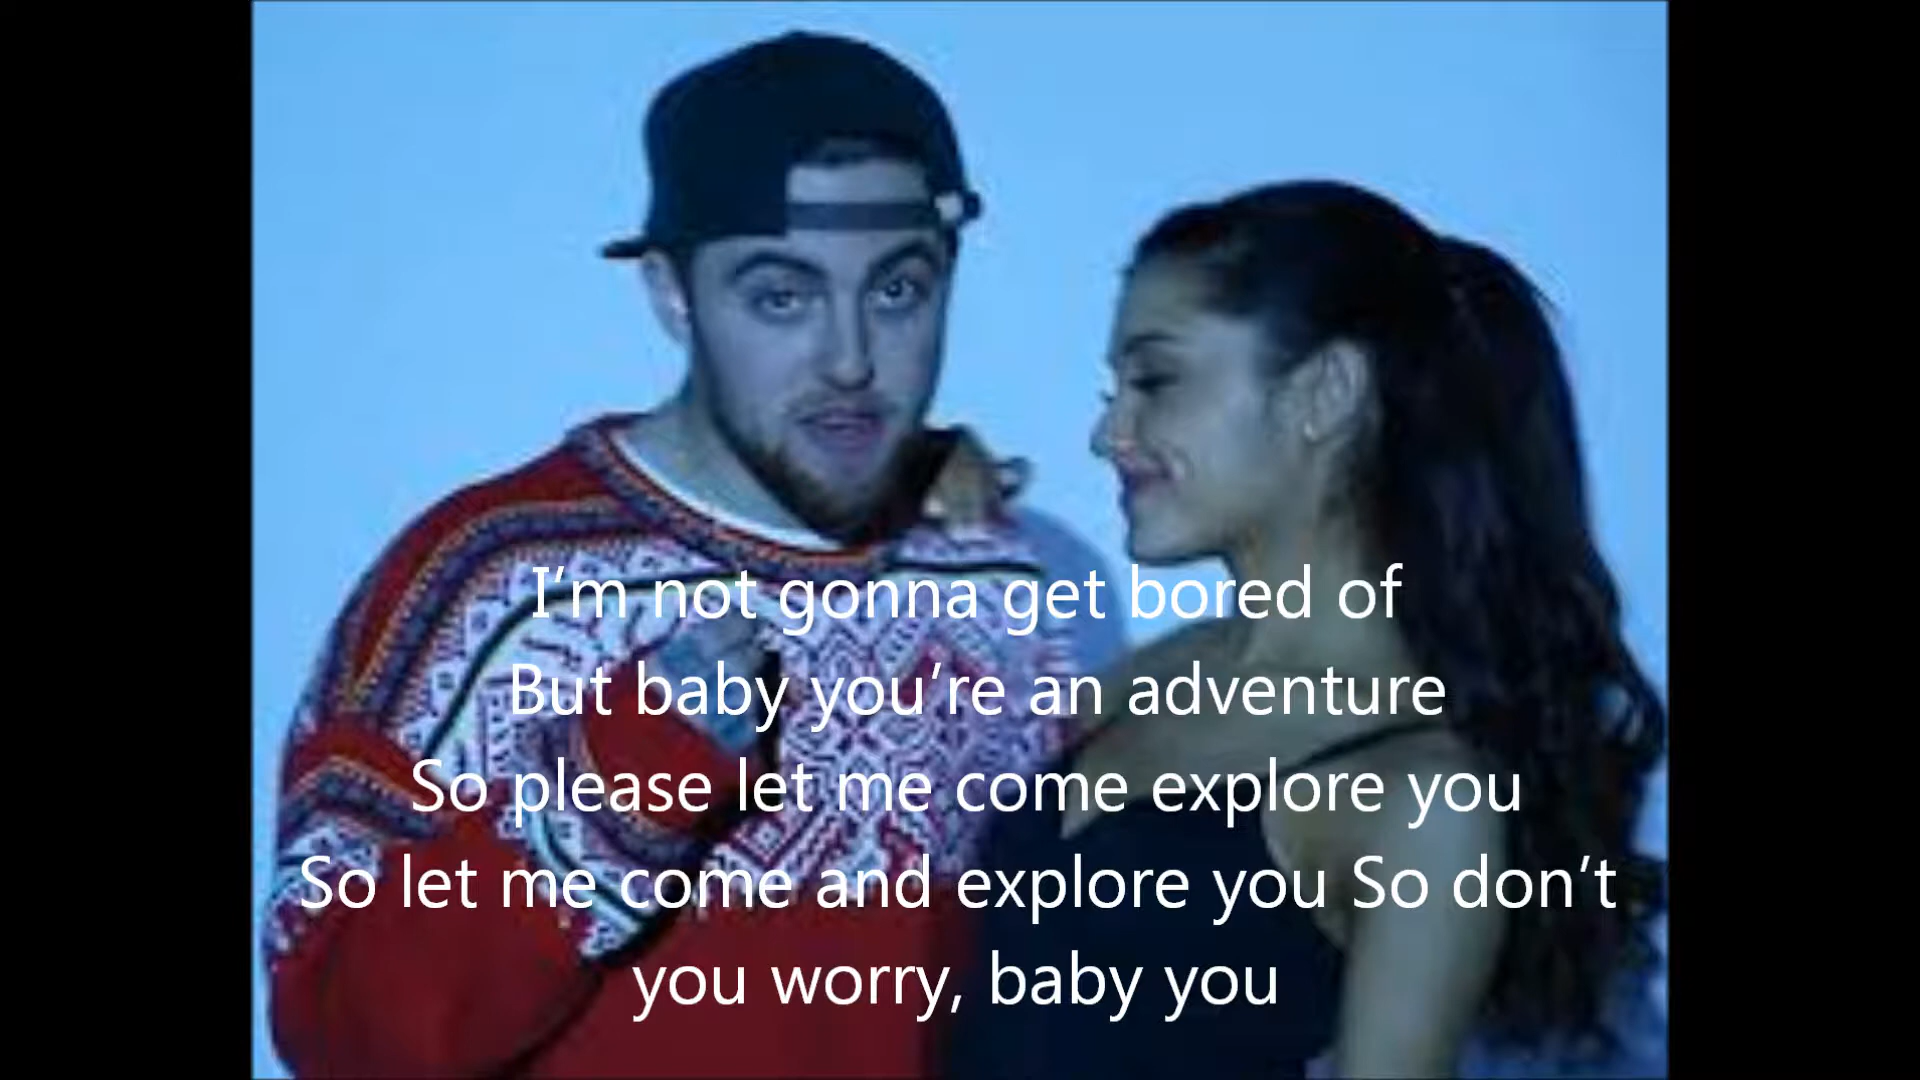 I’m not gonna get bored of
But baby you’re an adventure
So please let me come explore you
So let me come and explore you So don’t
you worry, baby you